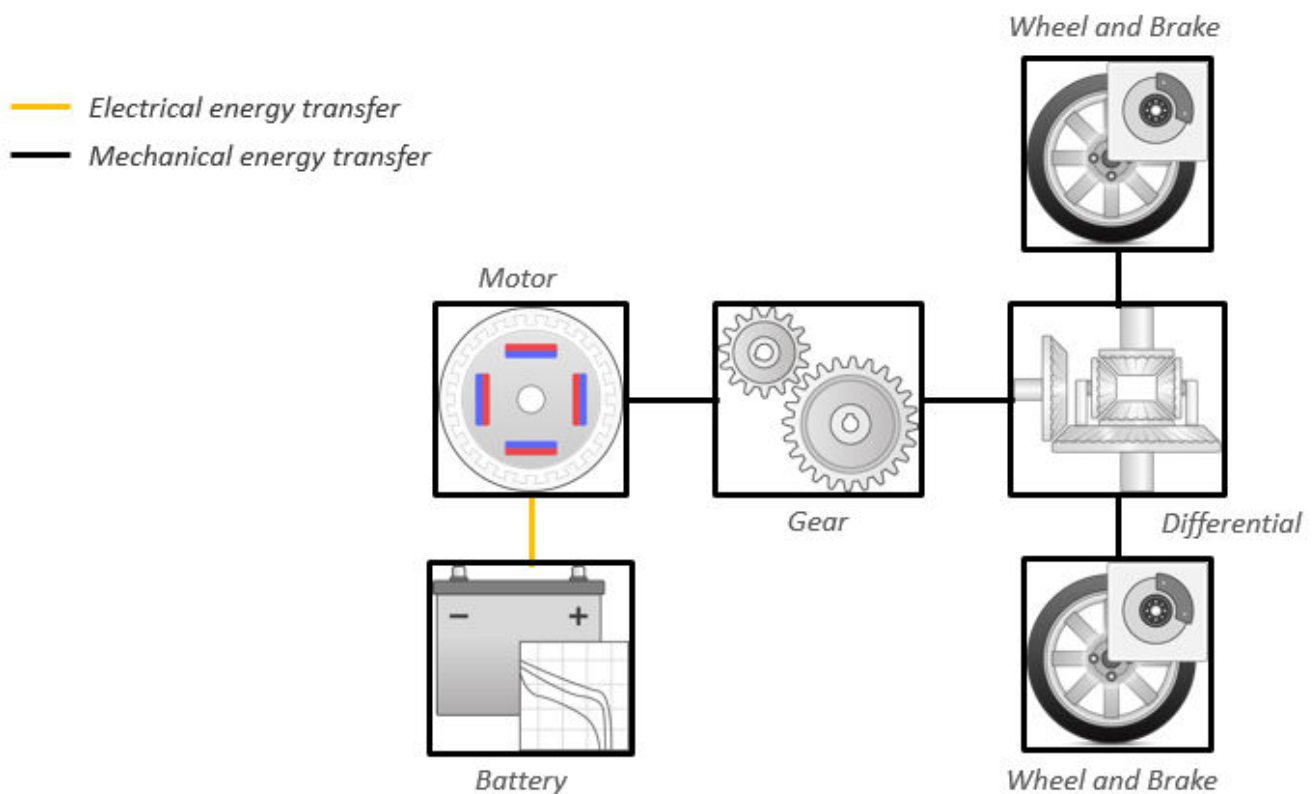 Wheel and Brake
Electrical energy transfer
Mechanical energy transfer
Motor
Gear
Differential
− +
Battery
Wheel and Brake